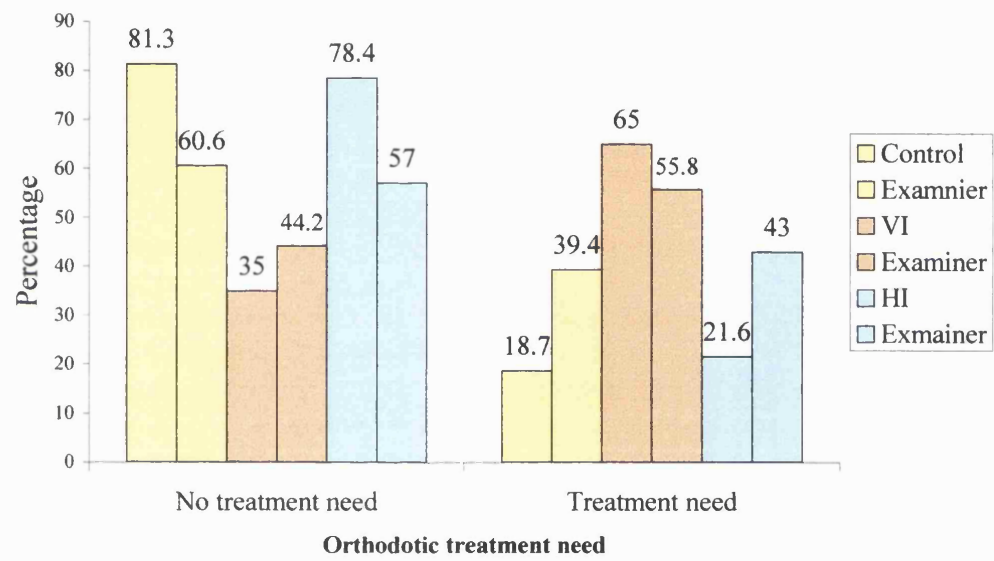 90
80
70
60
50
40
30
20
10
0
Percentage
81.3
60.6
35
44.2
78.4
57
18.7
39.4
65
55.8
21.6
43
No treatment need
Treatment need
Orthodotic treatment need
Control
Examnier
VI
Examiner
HI
Exmainer